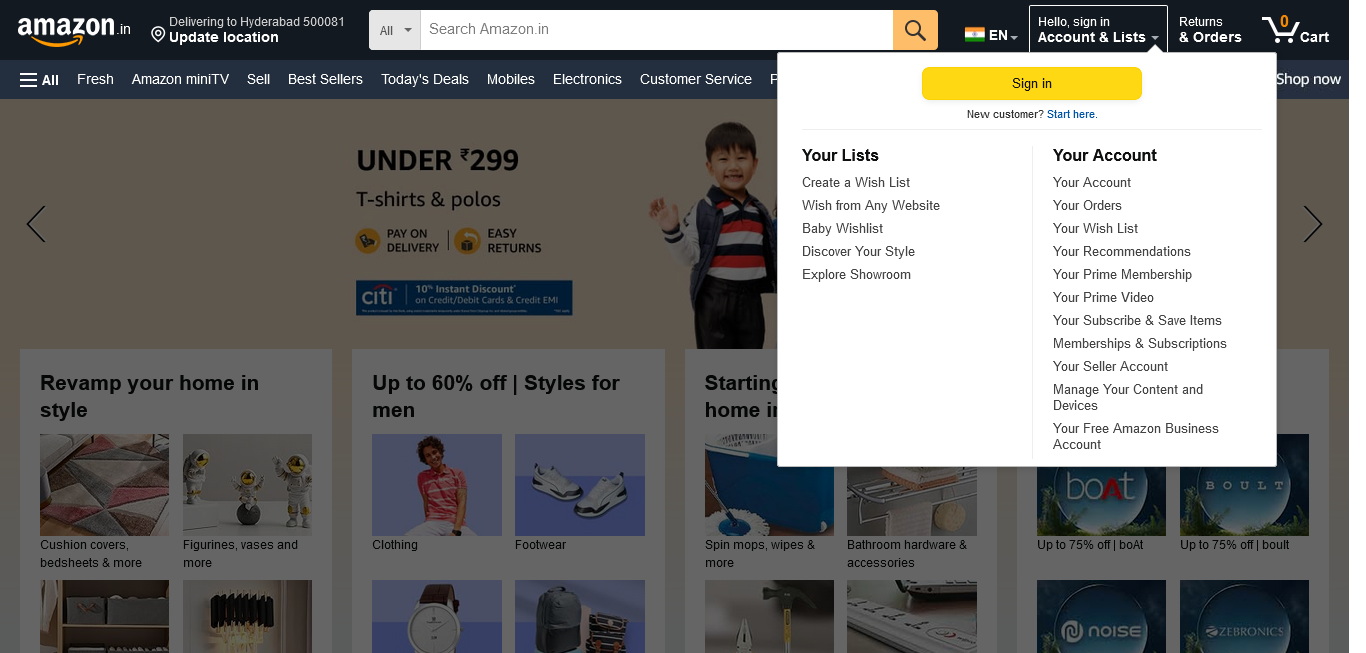 amazon.in
Delivering to Hyderabad 500081
Update location
All
Search Amazon.in
EN
Hello, sign in
Account & Lists
Returns
& Orders
0
Cart
All
Fresh
Amazon miniTV
Sell
Best Sellers
Today's Deals
Mobiles
Electronics
Customer Service
Shop now
Sign in
New customer? Start here.
Your Lists
Create a Wish List
Wish from Any Website
Baby Wishlist
Discover Your Style
Explore Showroom
Your Account
Your Account
Your Orders
Your Wish List
Your Recommendations
Your Prime Membership
Your Prime Video
Your Subscribe & Save Items
Memberships & Subscriptions
Your Seller Account
Manage Your Content and
Devices
Your Free Amazon Business
Account
UNDER ₹299
T-shirts & polos
PAY ON
DELIVERY
EASY
RETURNS
citi
10% Instant Discount*
on Credit/Debit Cards & Credit EMI
Revamp your home in
style
Cushion covers,
bedsheets & more
Figurines, vases and
more
Up to 60% off | Styles for
men
Clothing
Footwear
Starting
home
Spin mops, wipes &
more
Bathroom hardware &
accessories
boAt
BOULT
Up to 75% off | boAt
Up to 75% off | boult
NOISE
ZEBRONICS